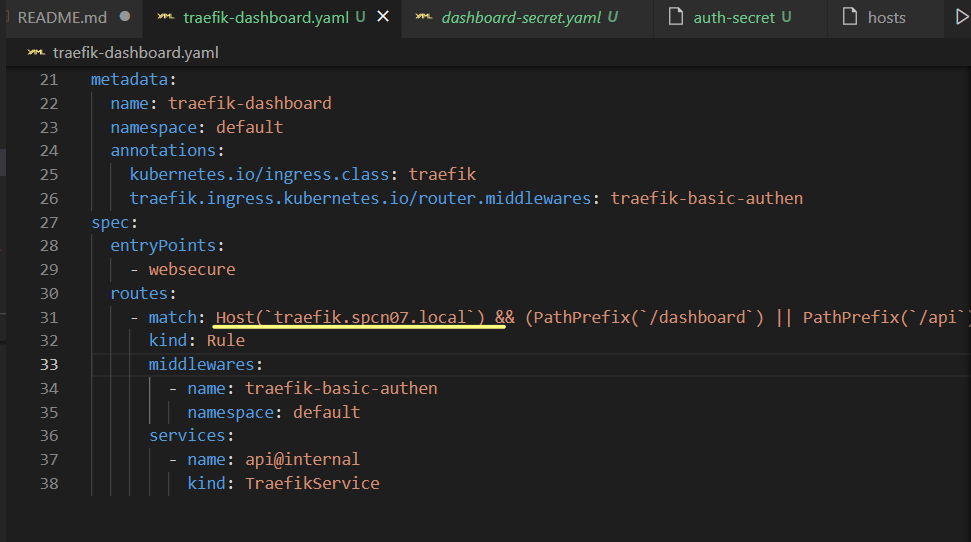 README.md ● YAML traefik-dashboard.yaml U × YAML dashboard-secret.yaml U auth-secret U hosts
YAML traefik-dashboard.yaml
21 metadata:
22 name: traefik-dashboard
23 namespace: default
24 annotations:
25 kubernetes.io/ingress.class: traefik
26 traefik.ingress.kubernetes.io/router.middlewares: traefik-basic-authen
27 spec:
28 entryPoints:
29 - websecure
30 routes:
31 - match: Host(`traefik.spcn07.local`) && (PathPrefix(`/dashboard`) || PathPrefix(`/api`)
32 kind: Rule
33 middlewares:
34 - name: traefik-basic-authen
35 namespace: default
36 services:
37 - name: api@internal
38 kind: TraefikService